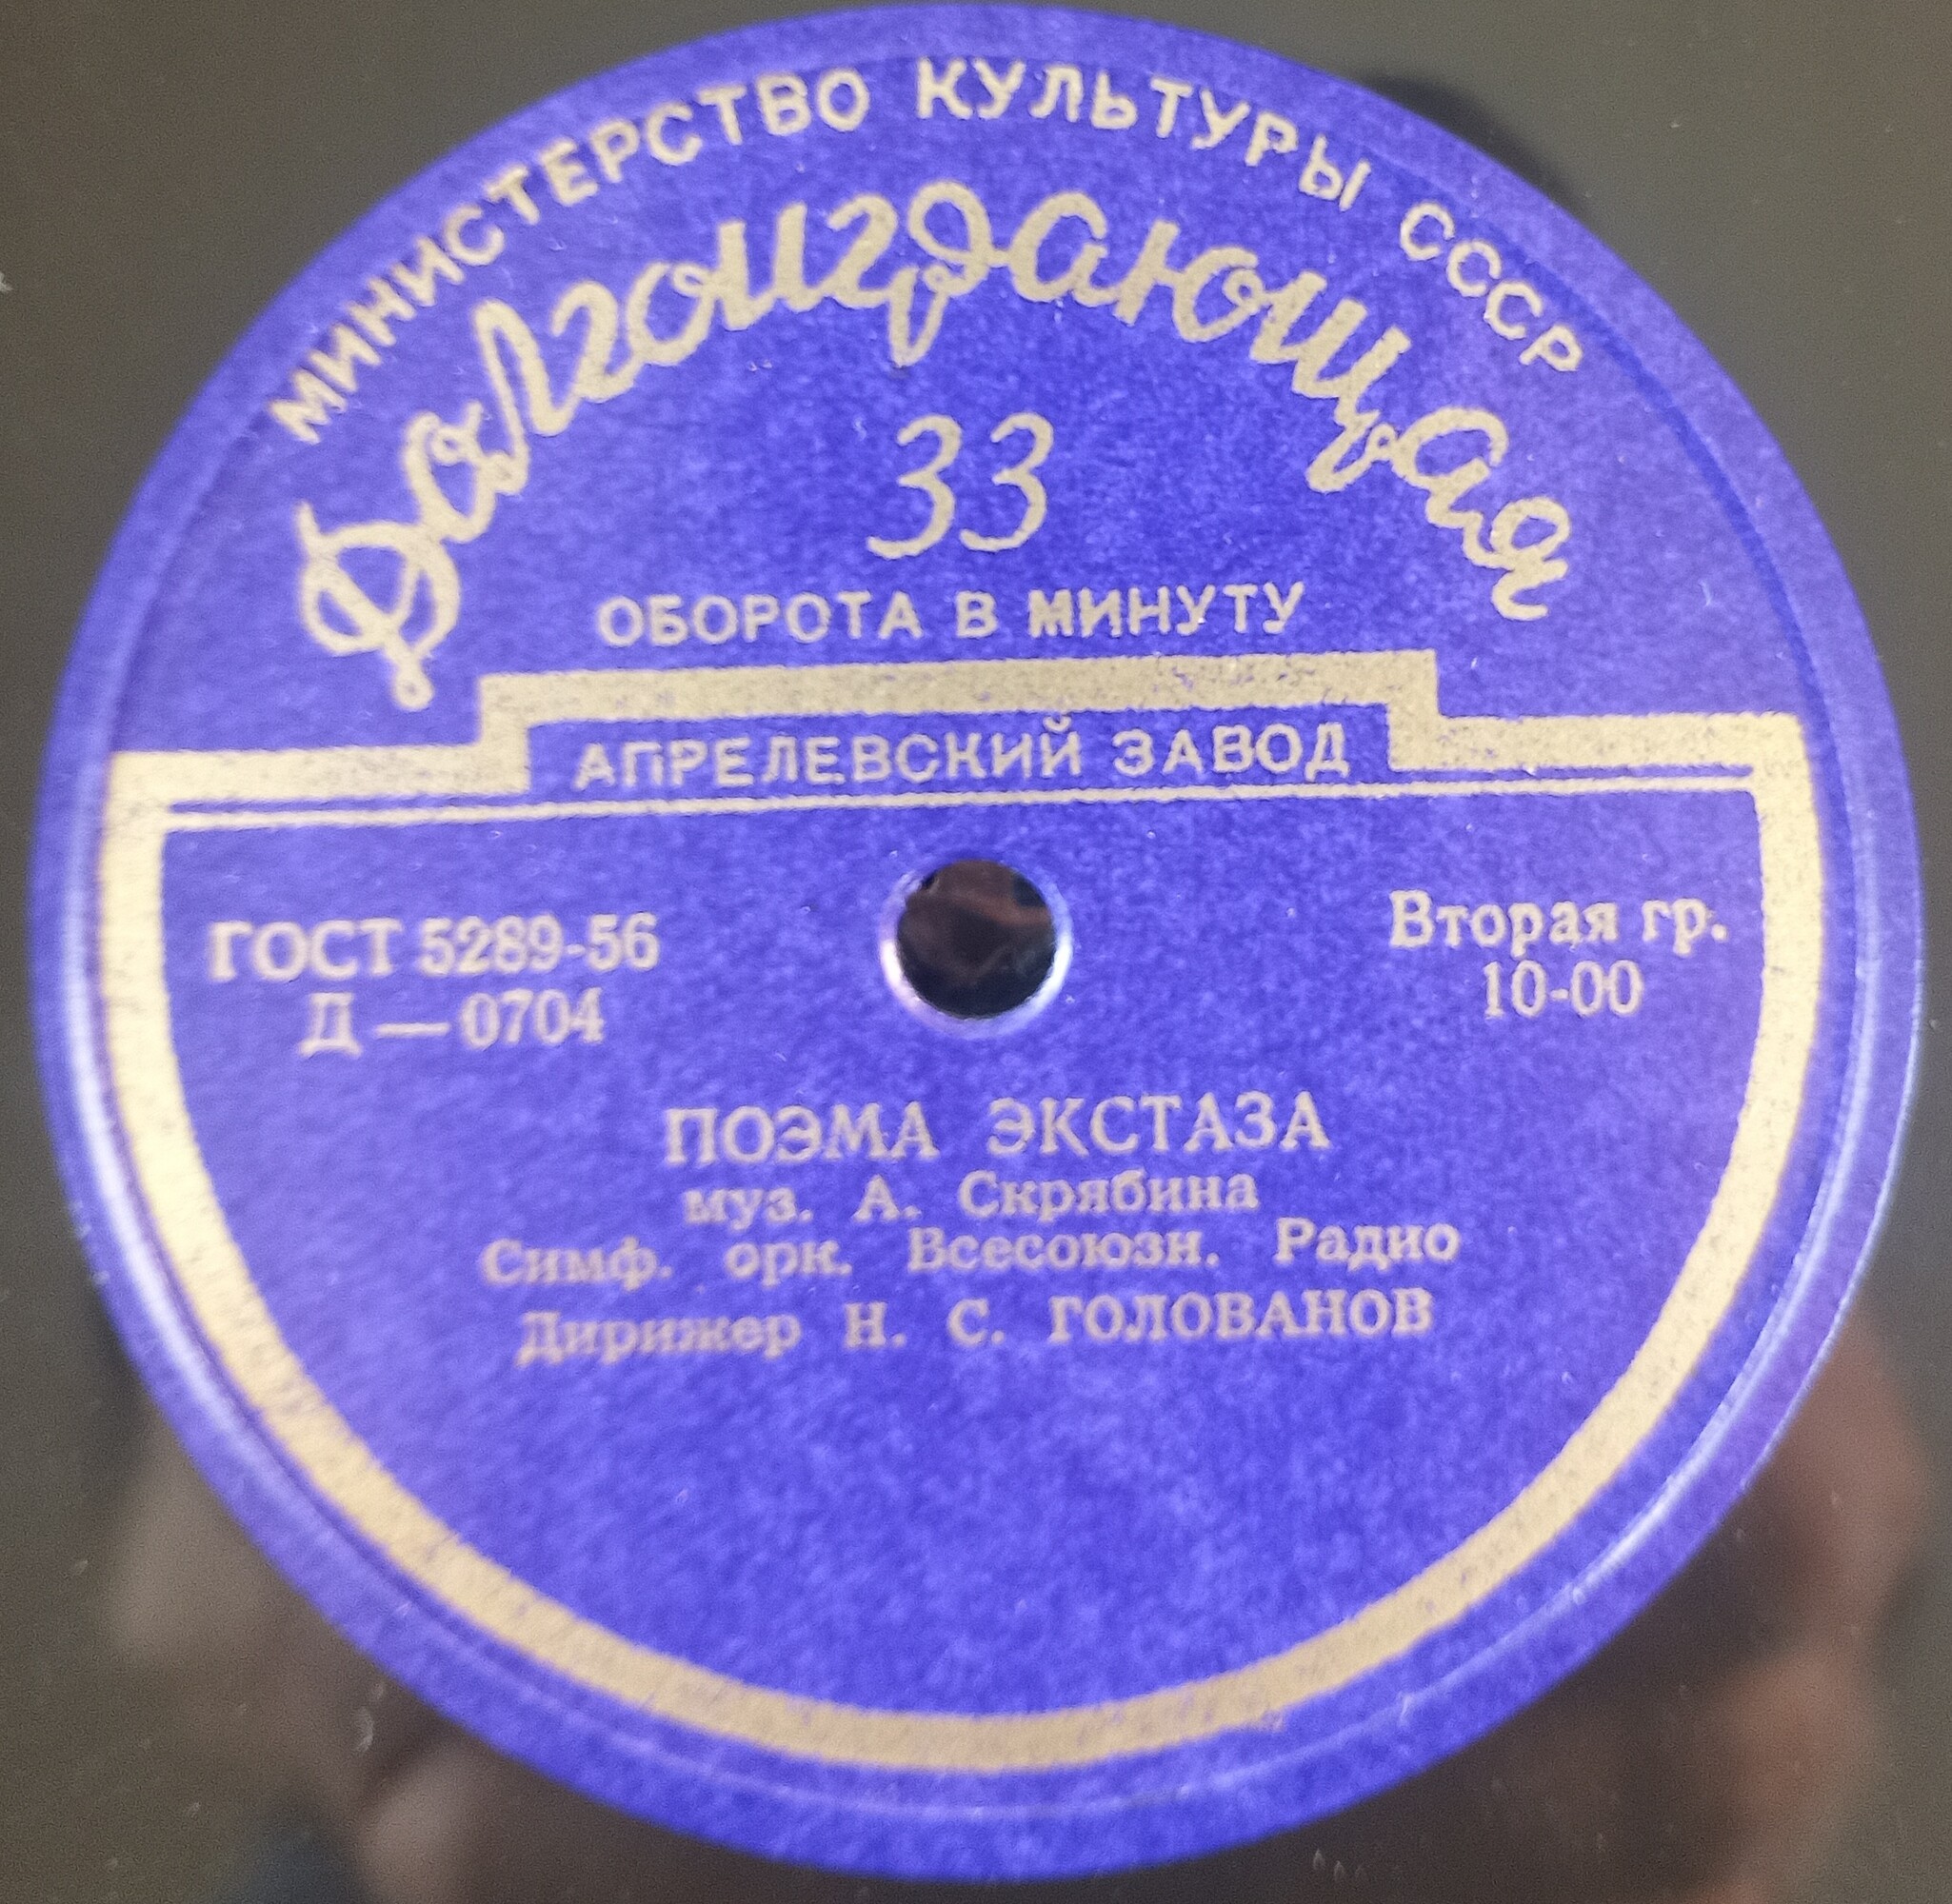 МИНИСТЕРСТВО КУЛЬТУРЫ СССР
Долгоиграющая
33
ОБОРОТА В МИНУТУ
АПРЕЛЕВСКИЙ ЗАВОД
ГОСТ 5289-56
Д — 0704
Вторая гр.
10-00
ПОЭМА ЭКСТАЗА
муз. А. Скрябина
Симф. орк. Всесоюзн. Радио
Дирижер Н. С. ГОЛОВАНОВ